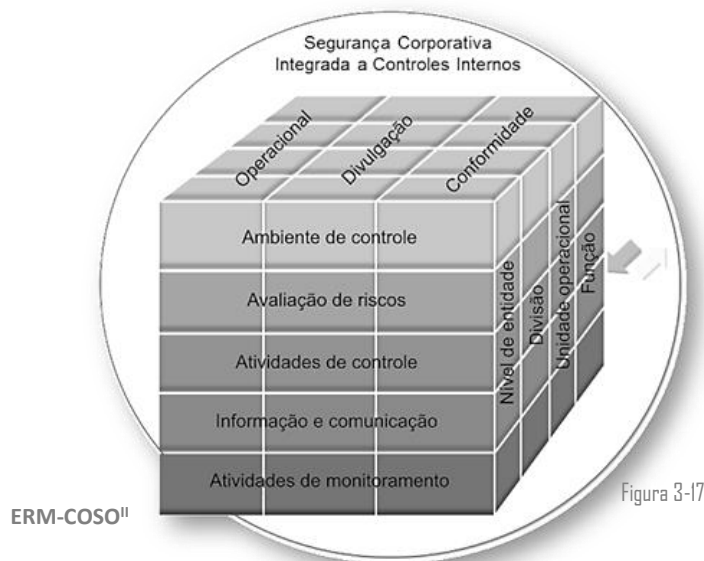 Segurança Corporativa
Integrada a Controles Internos
Operacional
Divulgação
Conformidade
Ambiente de controle
Avaliação de riscos
Atividades de controle
Informação e comunicação
Atividades de monitoramento
Nível de entidade
Divisão
Unidade operacional
Função
ERM-COSO^II
Figura 3-17